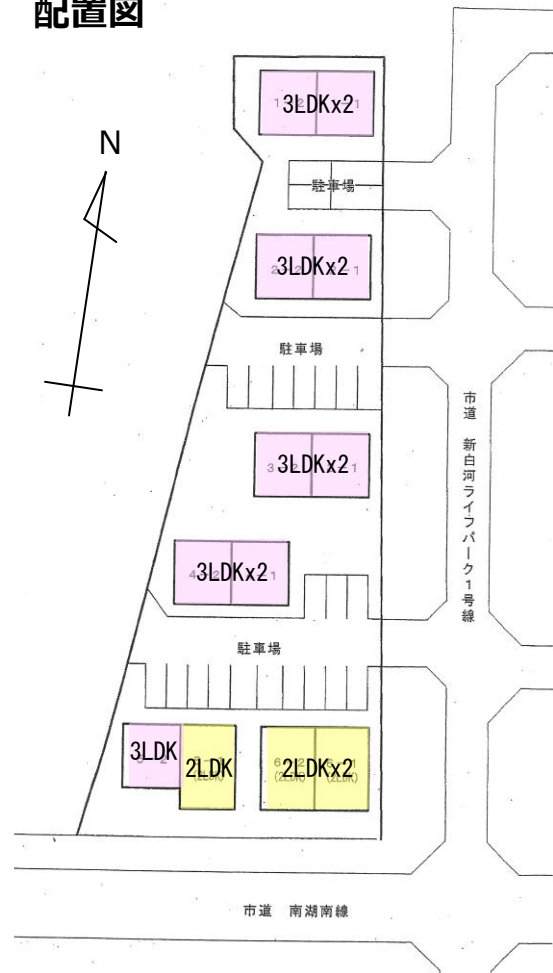 配置図
N
3LDKx2
駐車場
3LDKx2
駐車場
3LDKx2
3LDKx2
駐車場
3LDK
2LDK
2LDKx2
市道 新白河ライフパーク1号線
市道 南湖南線